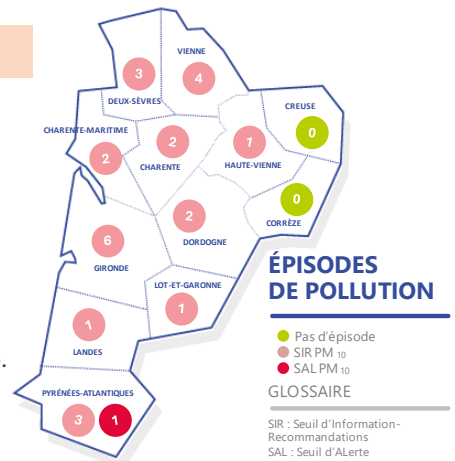 VIENNE
3
4
DEUX-SÈVRES
CREUSE
0
CHARENTE-MARITIME
2
2
1
CHARENTE
HAUTE-VIENNE
0
2
CORRÈZE
6
DORDOGNE
GIRONDE
LOT-ET-GARONNE
1
1
LANDES
PYRÉNÉES-ATLANTIQUES
3
1
.
ÉPISODES
DE POLLUTION
Pas d'épisode
SIR PM 10
SAL PM 10
GLOSSAIRE
SIR : Seuil d'Information-
Recommandations
SAL : Seuil d'ALerte